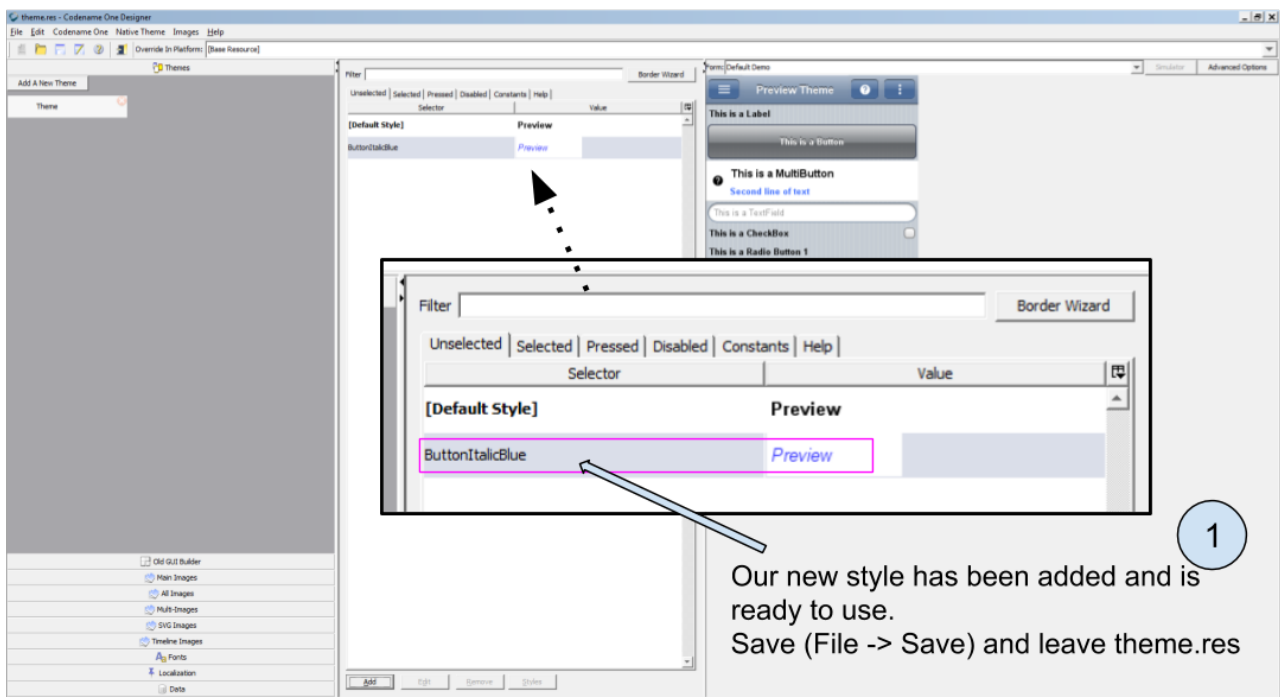 theme.res - Codename One Designer
File Edit Codename One Native Theme Images Help
Override In Platform: [Base Resource]
Themes
Add A New Theme
Theme
Old GUI Builder
Main Images
All Images
Multi-Images
SVG Images
Timeline Images
Fonts
Localization
Data
Filter
Border Wizard
Unselected Selected Pressed Disabled Constants Help
Selector Value
[Default Style] Preview
ButtonItalicBlue Preview
Add Edit Remove Styles
Form: Default Demo Simulator Advanced Options
Preview Theme
This is a Label
This is a Button
This is a MultiButton
Second line of text
This is a TextField
This is a CheckBox
This is a Radio Button 1
Filter Border Wizard
Unselected Selected Pressed Disabled Constants Help
Selector Value
[Default Style] Preview
ButtonItalicBlue Preview
1
Our new style has been added and is
ready to use.
Save (File -> Save) and leave theme.res